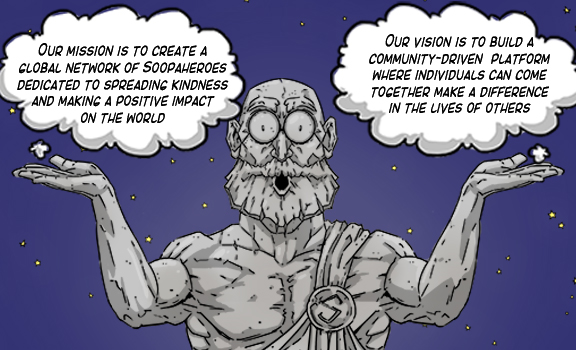 Our mission is to create a
global network of Soopaheroes
dedicated to spreading kindness
and making a positive impact
on the world
Our vision is to build a
community-driven platform
where individuals can come
together make a difference
in the lives of others
S